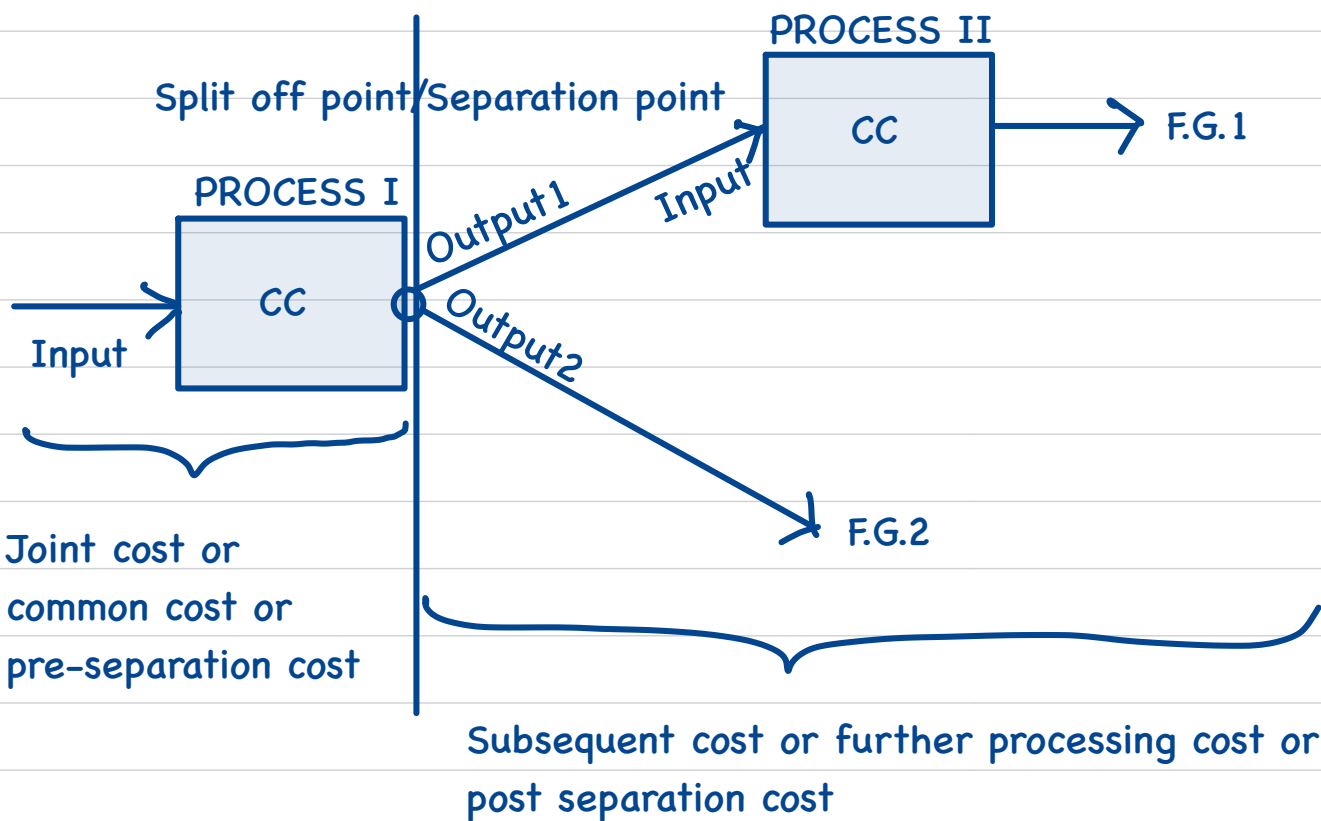 PROCESS II
Split off point/Separation point
CC
F.G.1
PROCESS I
Output1
Input
CC
Output2
Input
F.G.2
Joint cost or
common cost or
pre-separation cost
Subsequent cost or further processing cost or
post separation cost